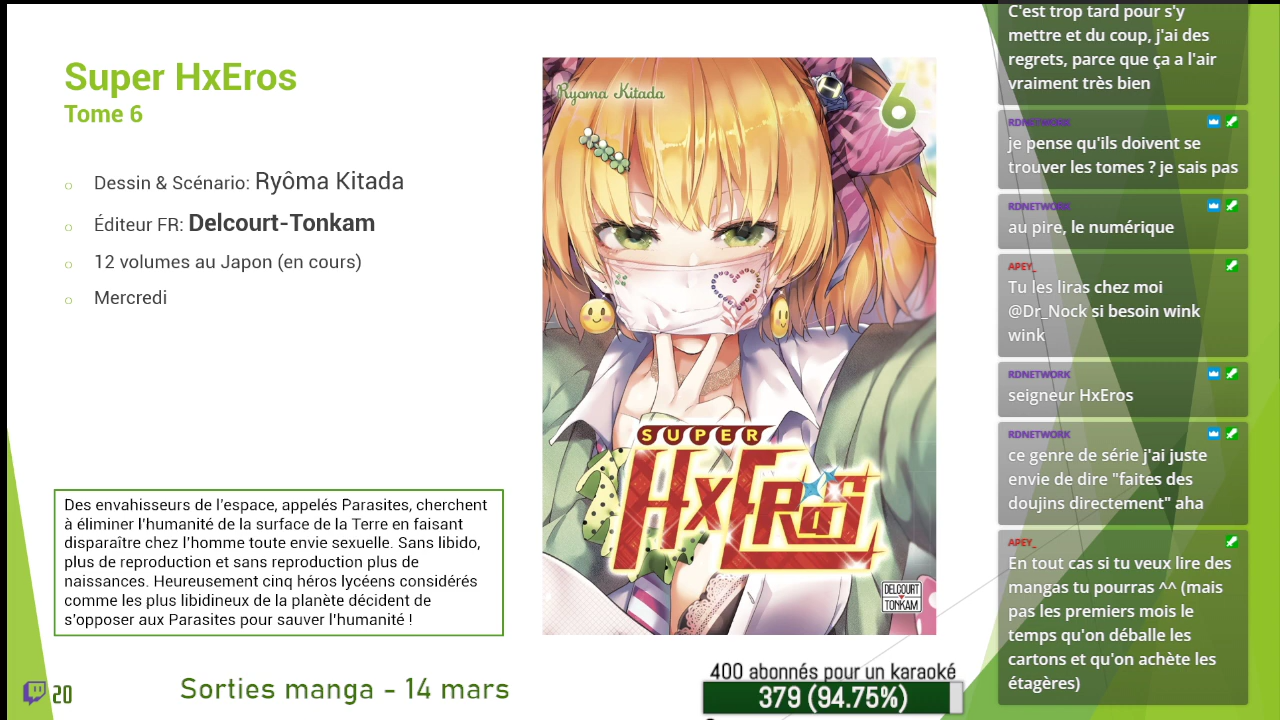 Super HxEros
Tome 6
Dessin & Scénario: Ryôma Kitada
Éditeur FR: Delcourt-Tonkam
12 volumes au Japon (en cours)
Mercredi
Des envahisseurs de l'espace, appelés Parasites, cherchent
à éliminer l'humanité de la surface de la Terre en faisant
disparaître chez l'homme toute envie sexuelle. Sans libido,
plus de reproduction et sans reproduction plus de
naissances. Heureusement cinq héros lycéens considérés
comme les plus libidineux de la planète décident de
s'opposer aux Parasites pour sauver l'humanité !
Ryoma Kitada
6
SUPER
HxEROS
DELCOURT
TONKAM
20
Sorties manga - 14 mars
400 abonnés pour un karaoké
379 (94.75%)
C'est trop tard pour s'y
mettre et du coup, j'ai des
regrets, parce que ça a l'air
vraiment très bien
RDNETWORK
je pense qu'ils doivent se
trouver les tomes ? je sais pas
RDNETWORK
au pire, le numérique
APEY_
Tu les liras chez moi
@Dr_Nock si besoin wink
wink
RDNETWORK
seigneur HxEros
RDNETWORK
ce genre de série j'ai juste
envie de dire "faites des
doujins directement" aha
APEY_
En tout cas si tu veux lire des
mangas tu pourras ^^ (mais
pas les premiers mois le
temps qu'on déballe les
cartons et qu'on achète les
étagères)